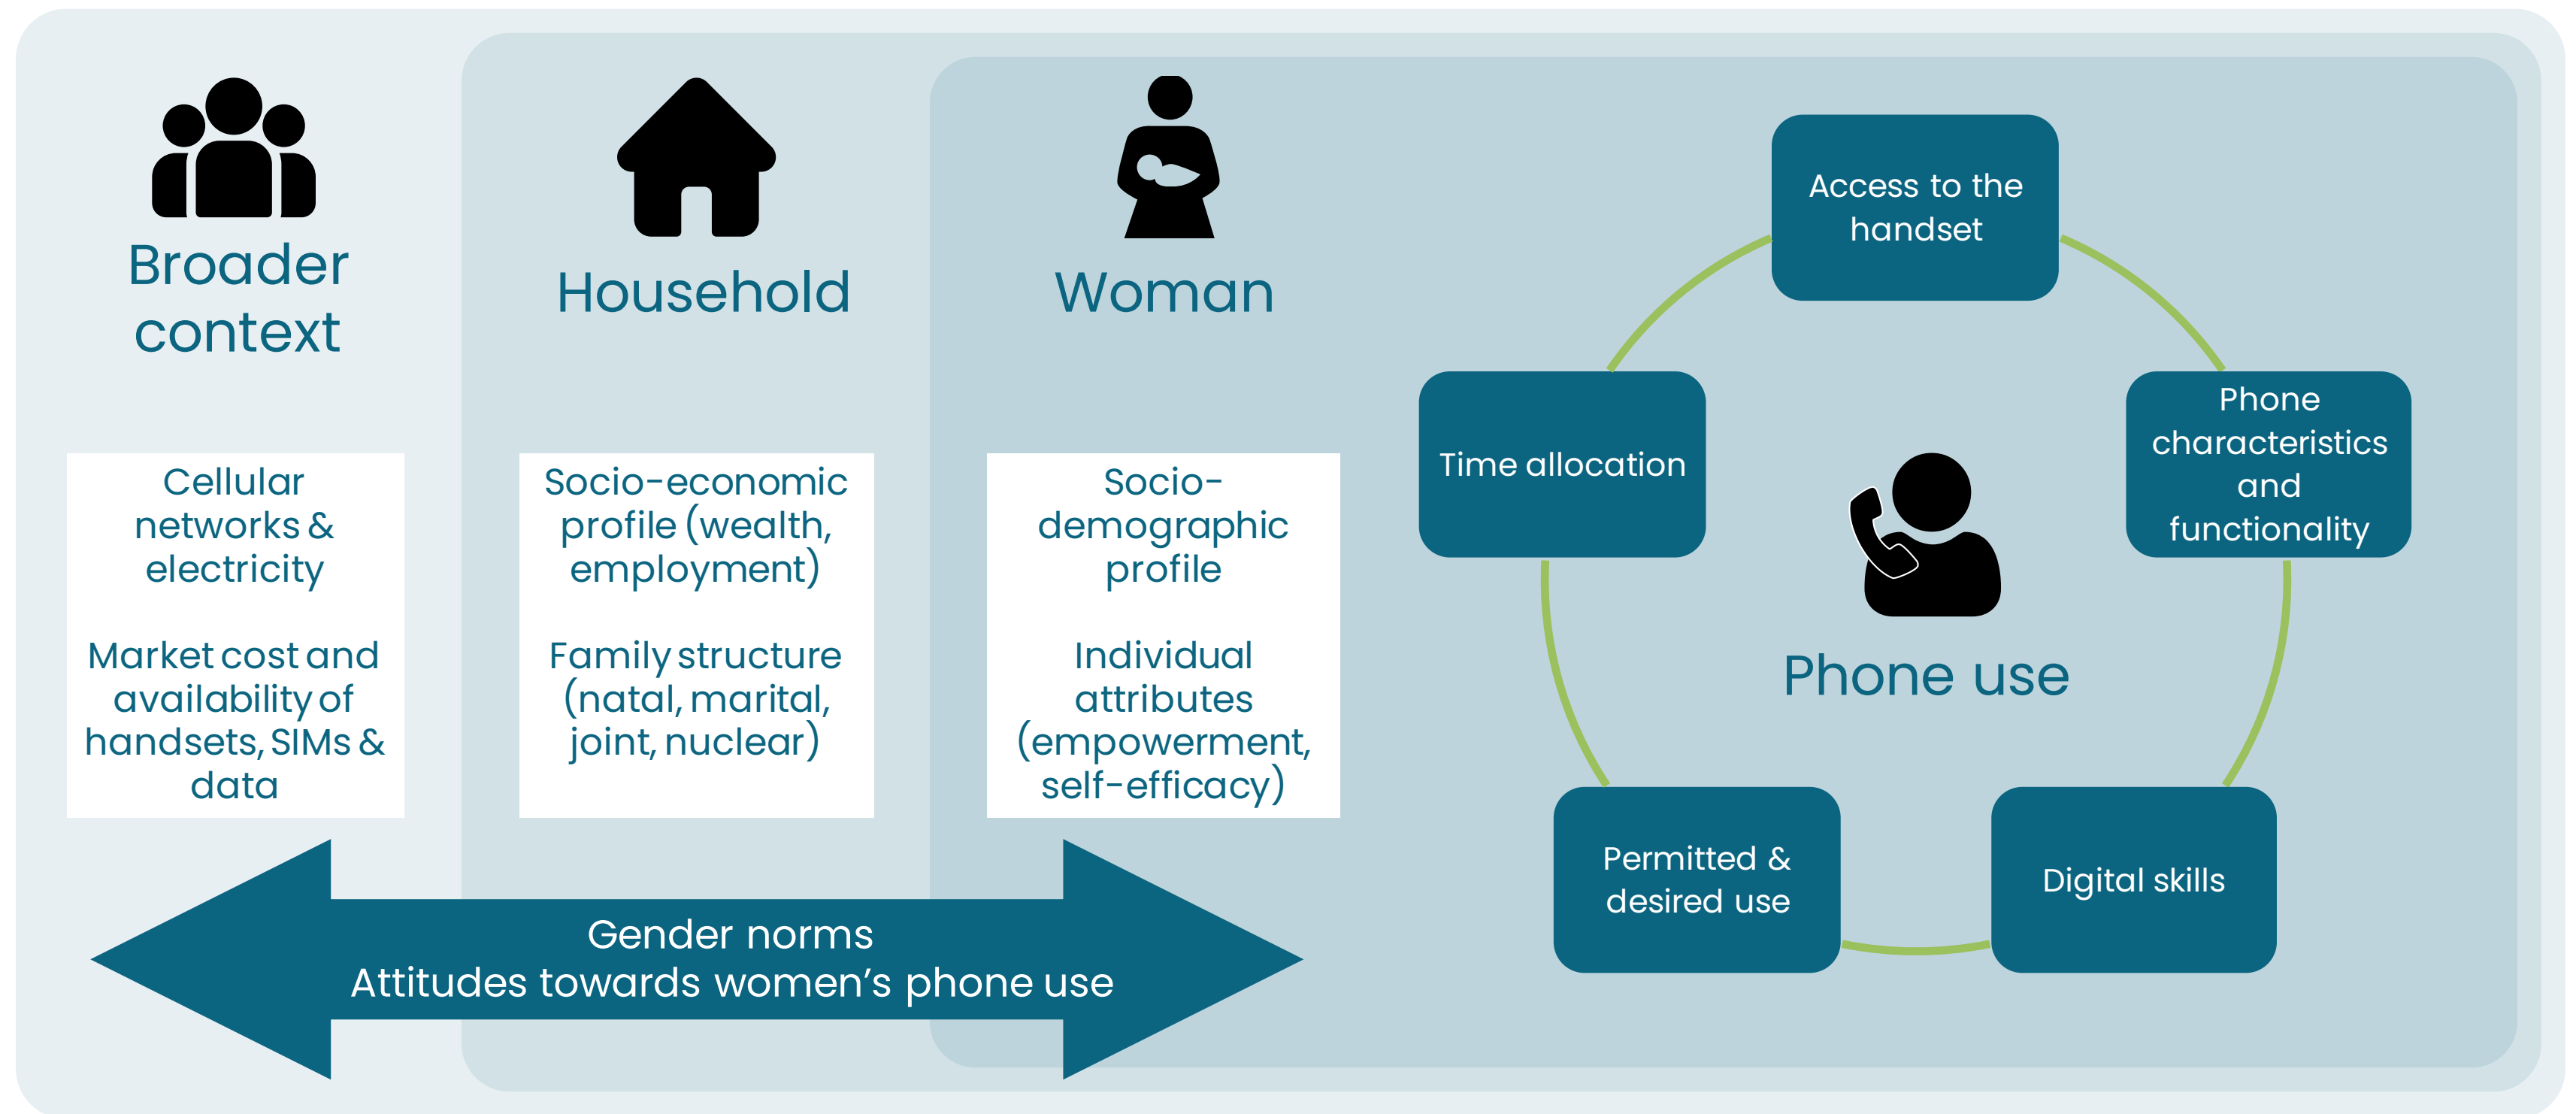 Broader
context
Cellular
networks &
electricity
Market cost and
availability of
handsets, SIMs &
data
Household
Socio-economic
profile (wealth,
employment)
Family structure
(natal, marital,
joint, nuclear)
Woman
Socio-
demographic
profile
Individual
attributes
(empowerment,
self-efficacy)
Gender norms
Attitudes towards women’s phone use
Access to the
handset
Phone
characteristics
and
functionality
Digital skills
Permitted &
desired use
Time allocation
Phone use